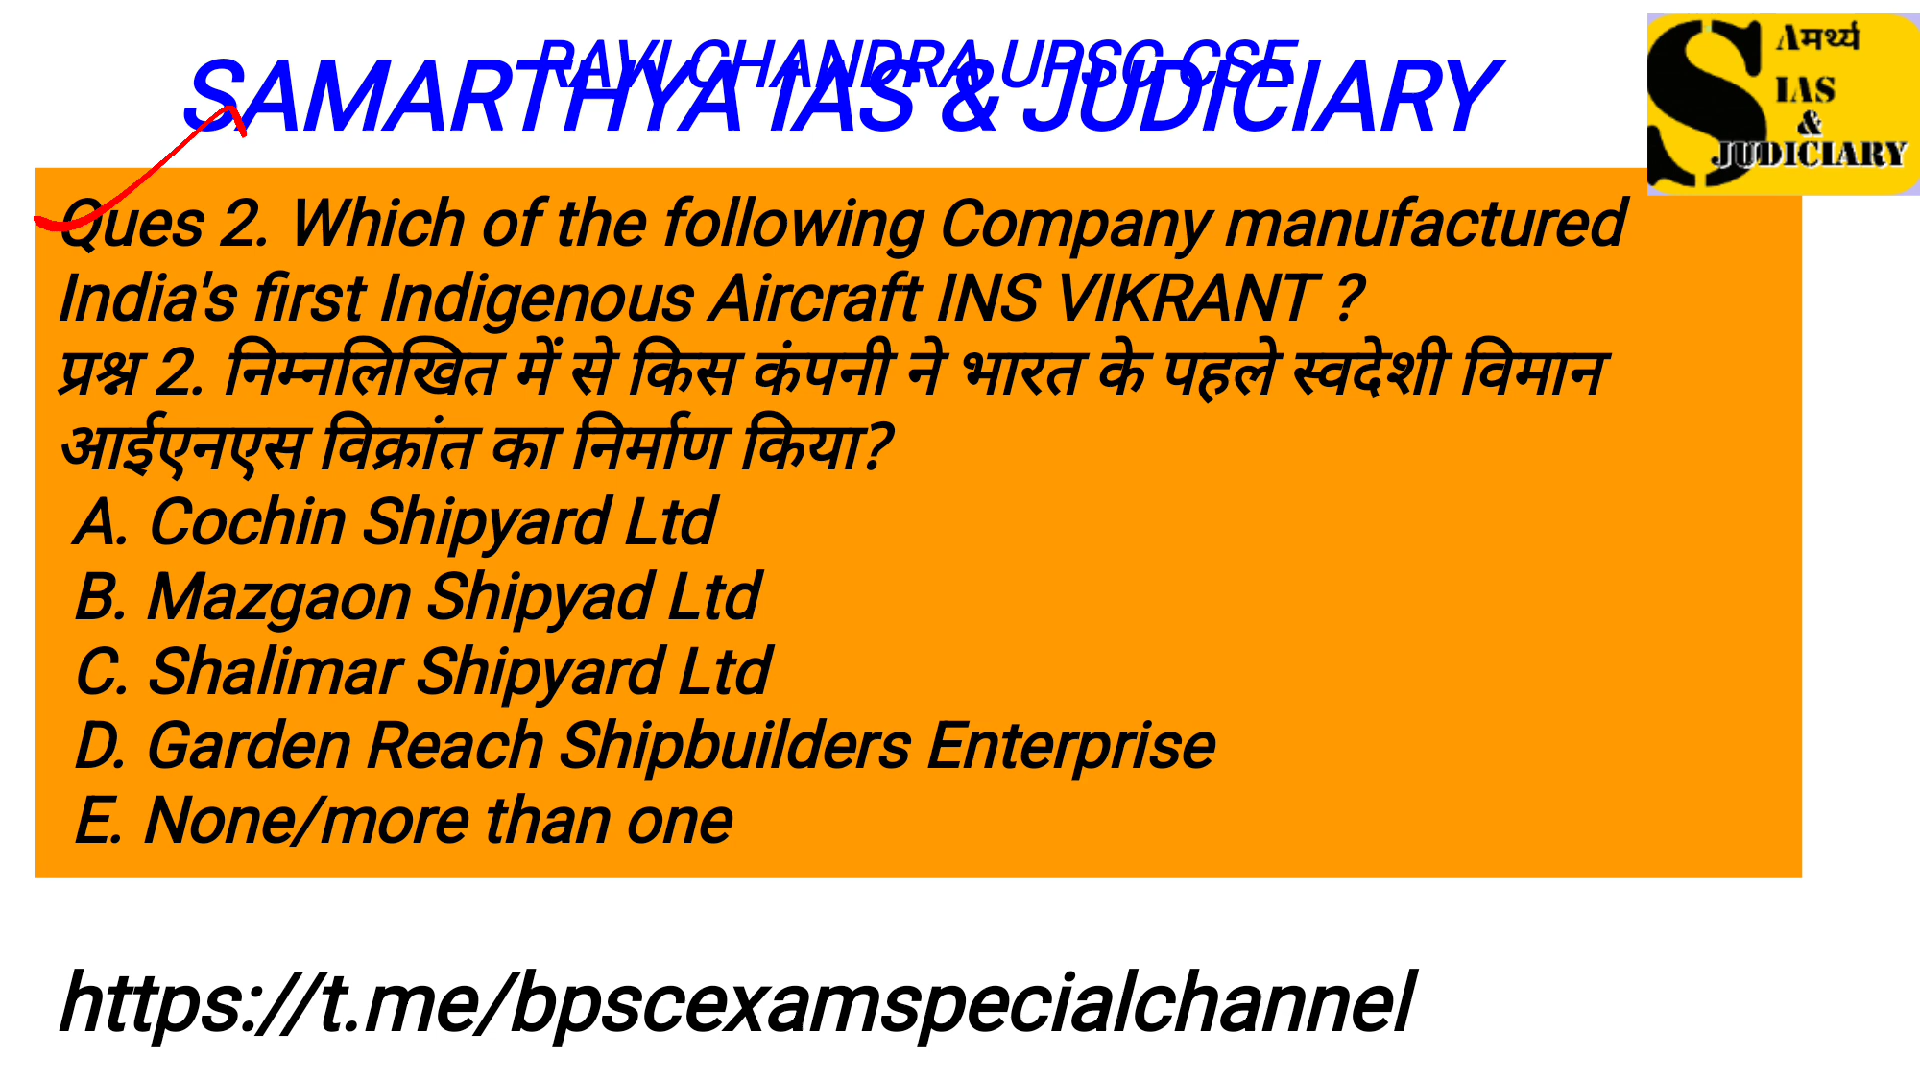 RAVI CHANDRA UPSC CSE
SAMARTHYA IAS & JUDICIARY
Sमर्थ्य
IAS
&
JUDICIARY
Ques 2. Which of the following Company manufactured
India's first Indigenous Aircraft INS VIKRANT ?
प्रश्न 2. निम्नलिखित में से किस कंपनी ने भारत के पहले स्वदेशी विमान
आईएनएस विक्रांत का निर्माण किया?
A. Cochin Shipyard Ltd
B. Mazgaon Shipyad Ltd
C. Shalimar Shipyard Ltd
D. Garden Reach Shipbuilders Enterprise
E. None/more than one
https://t.me/bpscexamspecialchannel